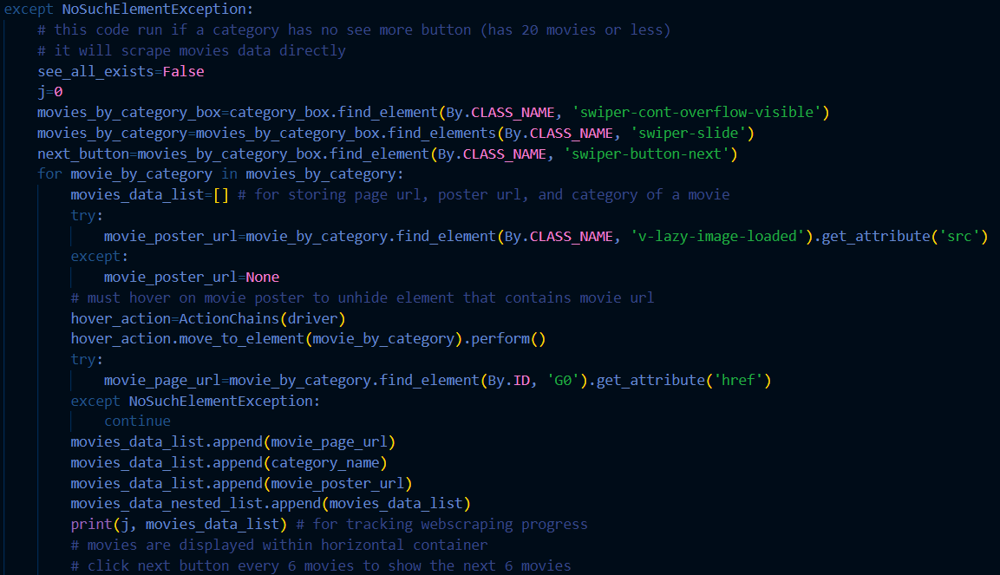 except NoSuchElementException:
    # this code run if a category has no see more button (has 20 movies or less)
    # it will scrape movies data directly
    see_all_exists=False
    j=0
    movies_by_category_box=category_box.find_element(By.CLASS_NAME, 'swiper-cont-overflow-visible')
    movies_by_category=movies_by_category_box.find_elements(By.CLASS_NAME, 'swiper-slide')
    next_button=movies_by_category_box.find_element(By.CLASS_NAME, 'swiper-button-next')
    for movie_by_category in movies_by_category:
        movies_data_list=[] # for storing page url, poster url, and category of a movie
        try:
            movie_poster_url=movie_by_category.find_element(By.CLASS_NAME, 'v-lazy-image-loaded').get_attribute('src')
        except:
            movie_poster_url=None
        # must hover on movie poster to unhide element that contains movie url
        hover_action=ActionChains(driver)
        hover_action.move_to_element(movie_by_category).perform()
        try:
            movie_page_url=movie_by_category.find_element(By.ID, 'G0').get_attribute('href')
        except NoSuchElementException:
            continue
        movies_data_list.append(movie_page_url)
        movies_data_list.append(category_name)
        movies_data_list.append(movie_poster_url)
        movies_data_nested_list.append(movies_data_list)
        print(j, movies_data_list) # for tracking webscraping progress
        # movies are displayed within horizontal container
        # click next button every 6 movies to show the next 6 movies